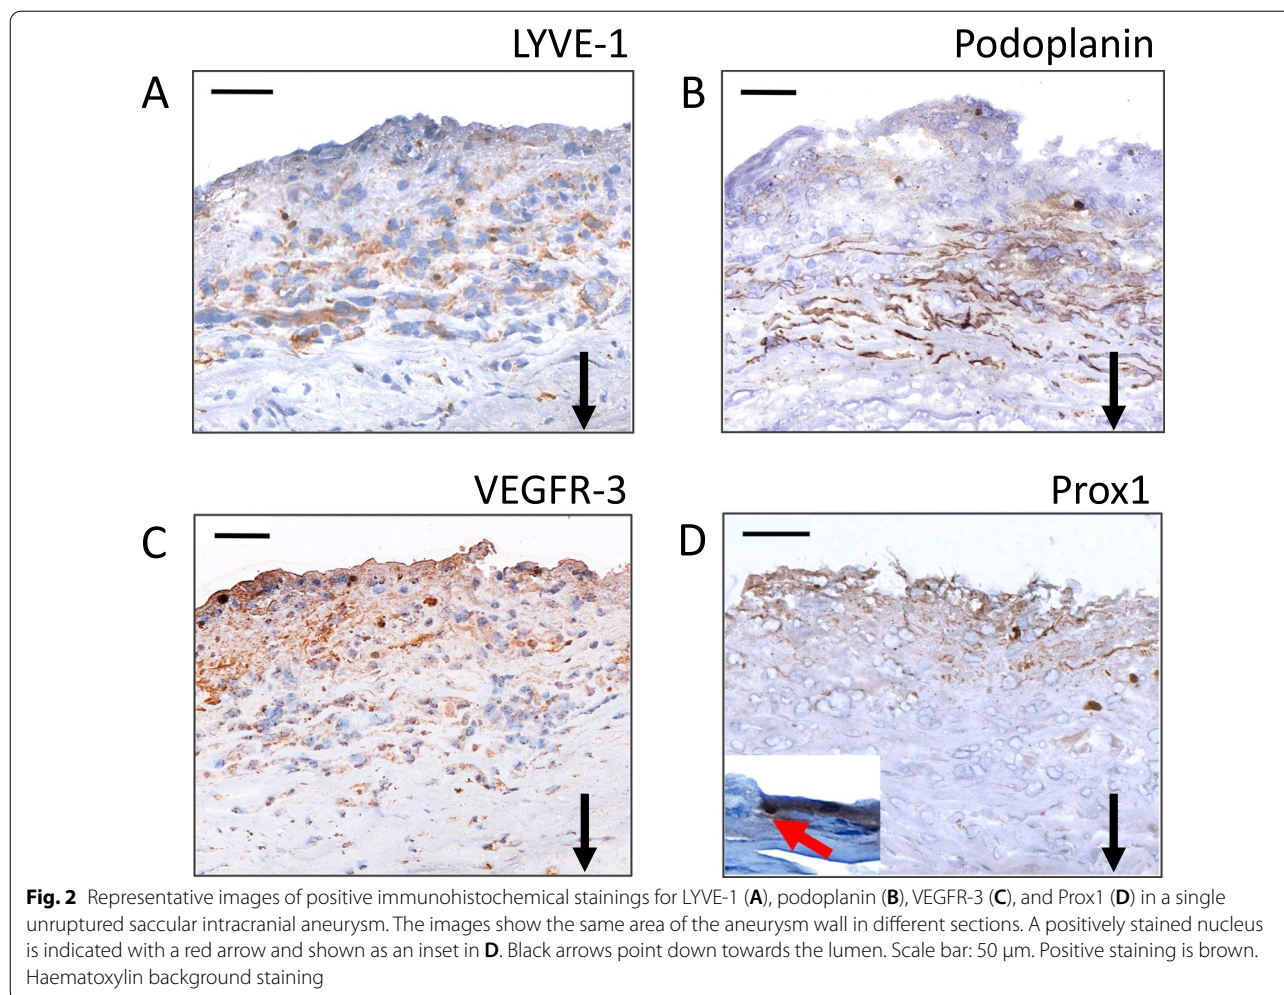 LYVE-1
Podoplanin
A
B
VEGFR-3
Prox1
C
D
Fig. 2 Representative images of positive immunohistochemical stainings for LYVE-1 (A), podoplanin (B), VEGFR-3 (C), and Prox1 (D) in a single
unruptured saccular intracranial aneurysm. The images show the same area of the aneurysm wall in different sections. A positively stained nucleus
is indicated with a red arrow and shown as an inset in D. Black arrows point down towards the lumen. Scale bar: 50 μm. Positive staining is brown.
Haematoxylin background staining